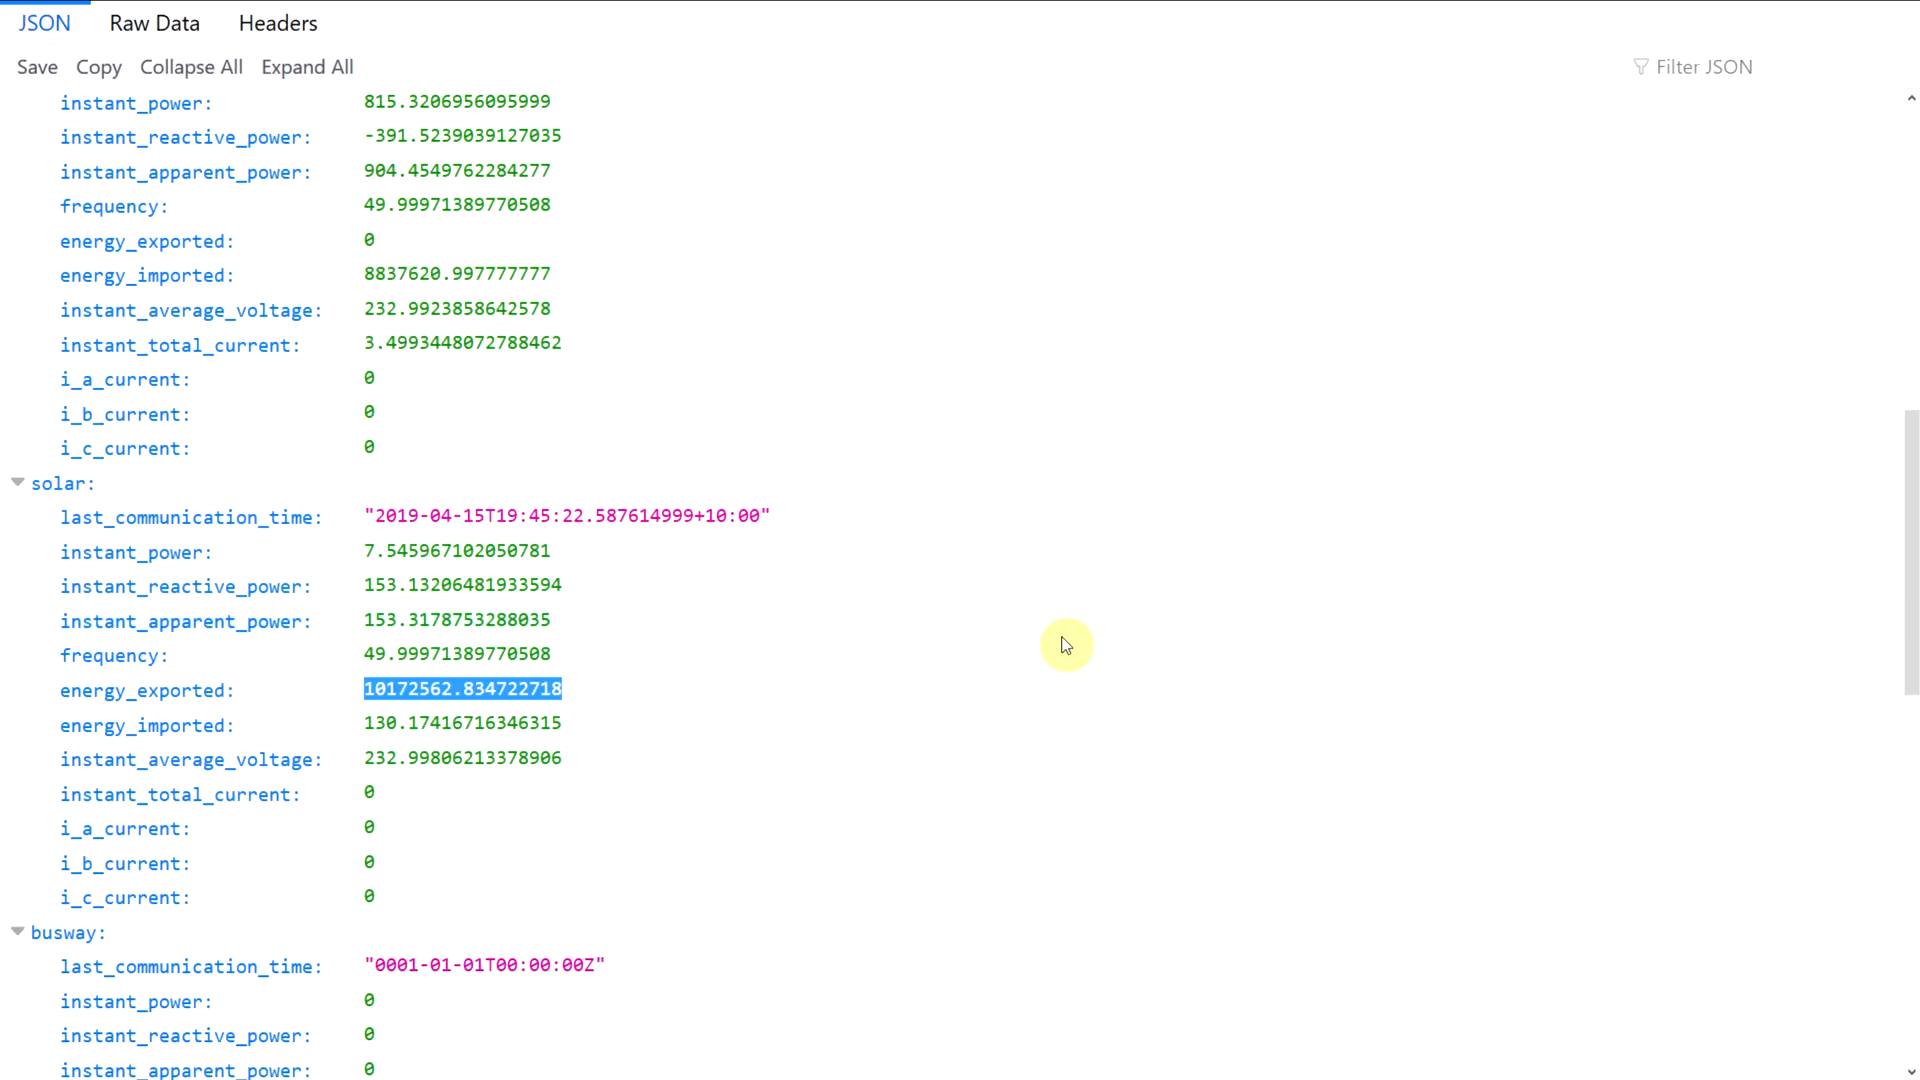 JSON Raw Data Headers
Save Copy Collapse All Expand All Filter JSON
instant_power: 815.3206956095999
instant_reactive_power: -391.5239039127035
instant_apparent_power: 904.4549762284277
frequency: 49.99971389770508
energy_exported: 0
energy_imported: 8837620.997777777
instant_average_voltage: 232.9923858642578
instant_total_current: 3.4993448072788462
i_a_current: 0
i_b_current: 0
i_c_current: 0
solar:
last_communication_time: "2019-04-15T19:45:22.587614999+10:00"
instant_power: 7.545967102050781
instant_reactive_power: 153.13206481933594
instant_apparent_power: 153.3178753288035
frequency: 49.99971389770508
energy_exported: 10172562.834722718
energy_imported: 130.17416716346315
instant_average_voltage: 232.99806213378906
instant_total_current: 0
i_a_current: 0
i_b_current: 0
i_c_current: 0
busway:
last_communication_time: "0001-01-01T00:00:00Z"
instant_power: 0
instant_reactive_power: 0
instant_apparent_power: 0